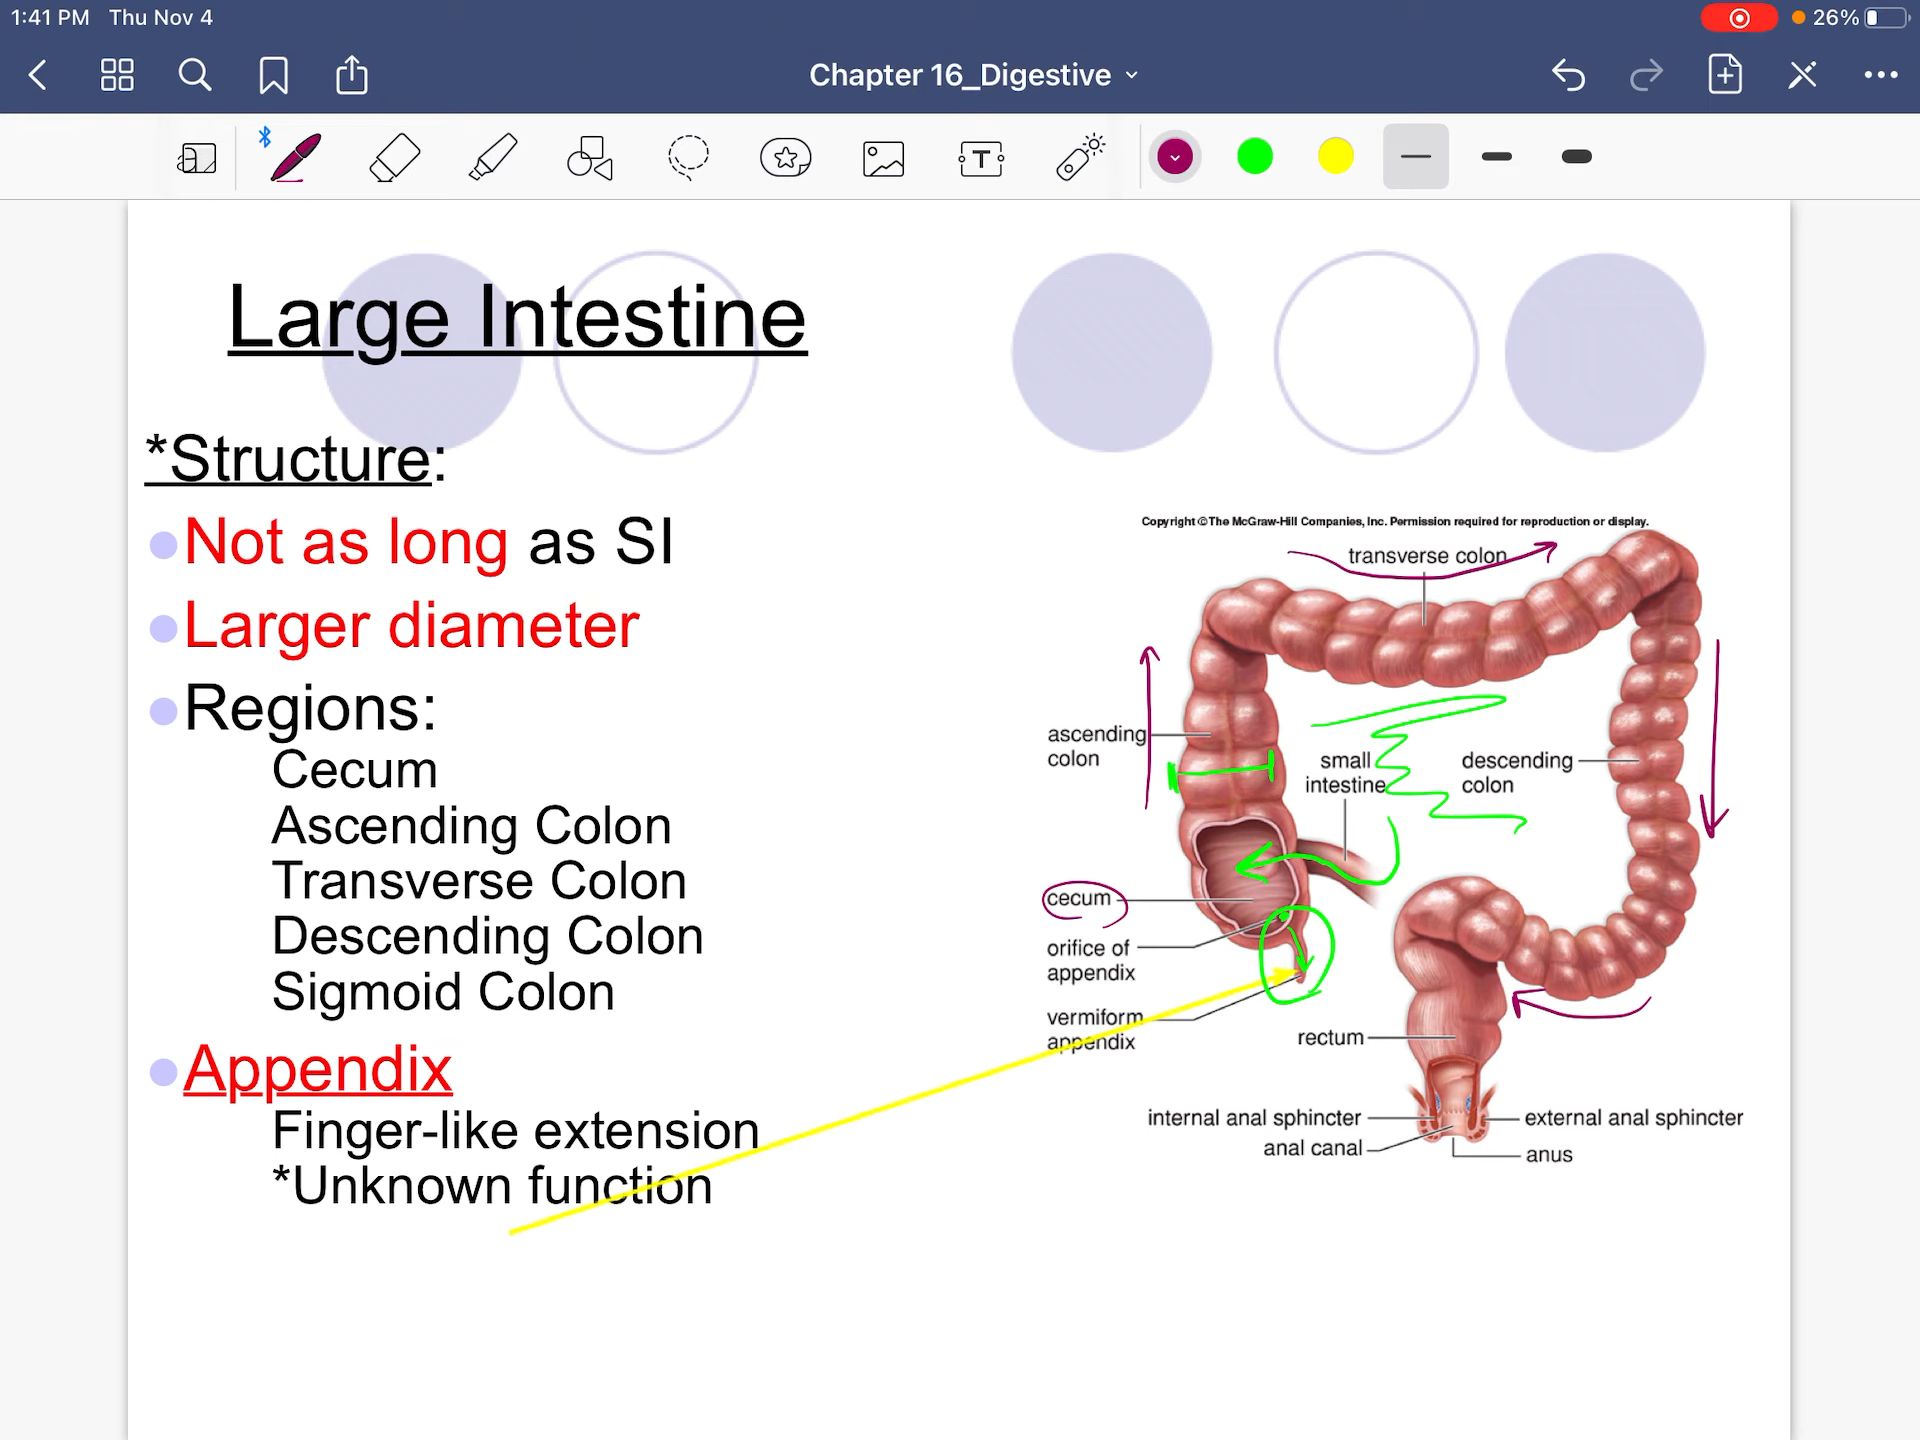 1:41 PM Thu Nov 4
26%
Chapter 16_Digestive
Large Intestine
*Structure:
Not as long as SI
Larger diameter
Regions:
Cecum
Ascending Colon
Transverse Colon
Descending Colon
Sigmoid Colon
Appendix
Finger-like extension
*Unknown function
Copyright © The McGraw-Hill Companies, Inc. Permission required for reproduction or display.
transverse colon
ascending
colon
small
intestine
descending
colon
cecum
orifice of
appendix
vermiform
appendix
rectum
internal anal sphincter
external anal sphincter
anal canal
anus